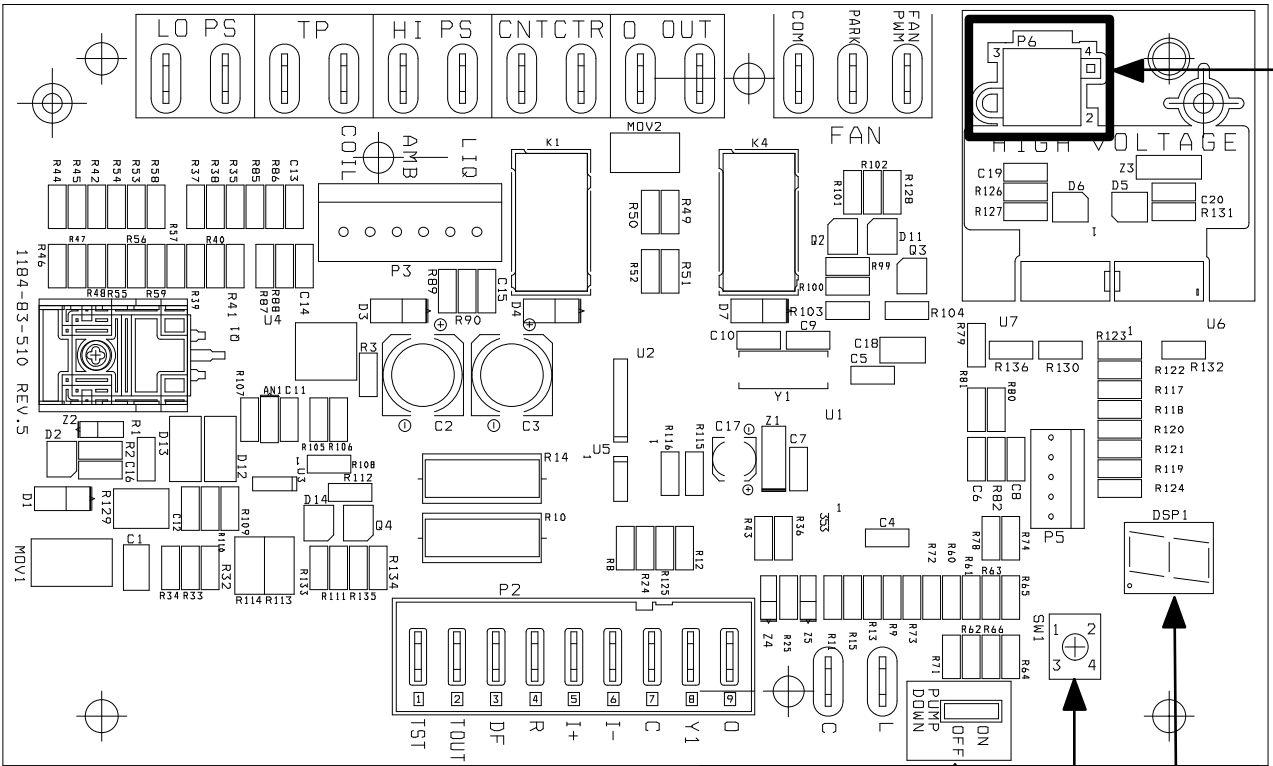 LO PS TP HI PS CNTCTR O OUT
COM PARK FAN PWM
P6
3 4
2
FAN
HIGH VOLTAGE
COIL AMB LIQ
K1 MOV2 K4
R44 R45 R42 R54 R53 R58 R37 R38 R35 R85 R86 C13
R50 R49
R101 R102 R128
C19 Z3
R126 D6 D5 C20
R127 R131
1
Q2 D11
Q3
R46 R47 R56 R57 R40
P3
R52 R51
R99
R48 R55 R59 R39 R41 R87 R88 C14
R89 C15
R100
1184-83-510 REV.5
Q1 U4
D3 R90 D4 D7 R103 R104
C10 C9
R79 U7 U6
R123 1
R3 U2 C18
R136 R130 R132
C5
R122
R107 AN1 C11
Y1
R81 R80
R117
R118
U1
Z2 R1 D13
C2 C3
R105 R106
C17 Z1
R120
D2 R2 C16
D12
1 U3 R108
R14
U5 1
R116 R115 C7
R121
R119
R112
C6 R82 C8
R124
D1 R129
C12 R109
D14 Q4
R10
R43 R36
353 1
C4
R78 R74
P5
DSP1
MOV1 C1
R116
R34 R33 R32
R114 R113
R133 R111 R135 R134
R8 R24 R125 R12
R72 R60 R61 R63 R65
P2
Z4 R25 Z5 R11 R15 R13 R9 R73
R62 R66
R71 R64
SW1
1 2
3 4
1 2 3 4 5 6 7 8 9
TST TOUT DF R I+ I- C Y1 O
C L
PUMP DOWN
OFF ON